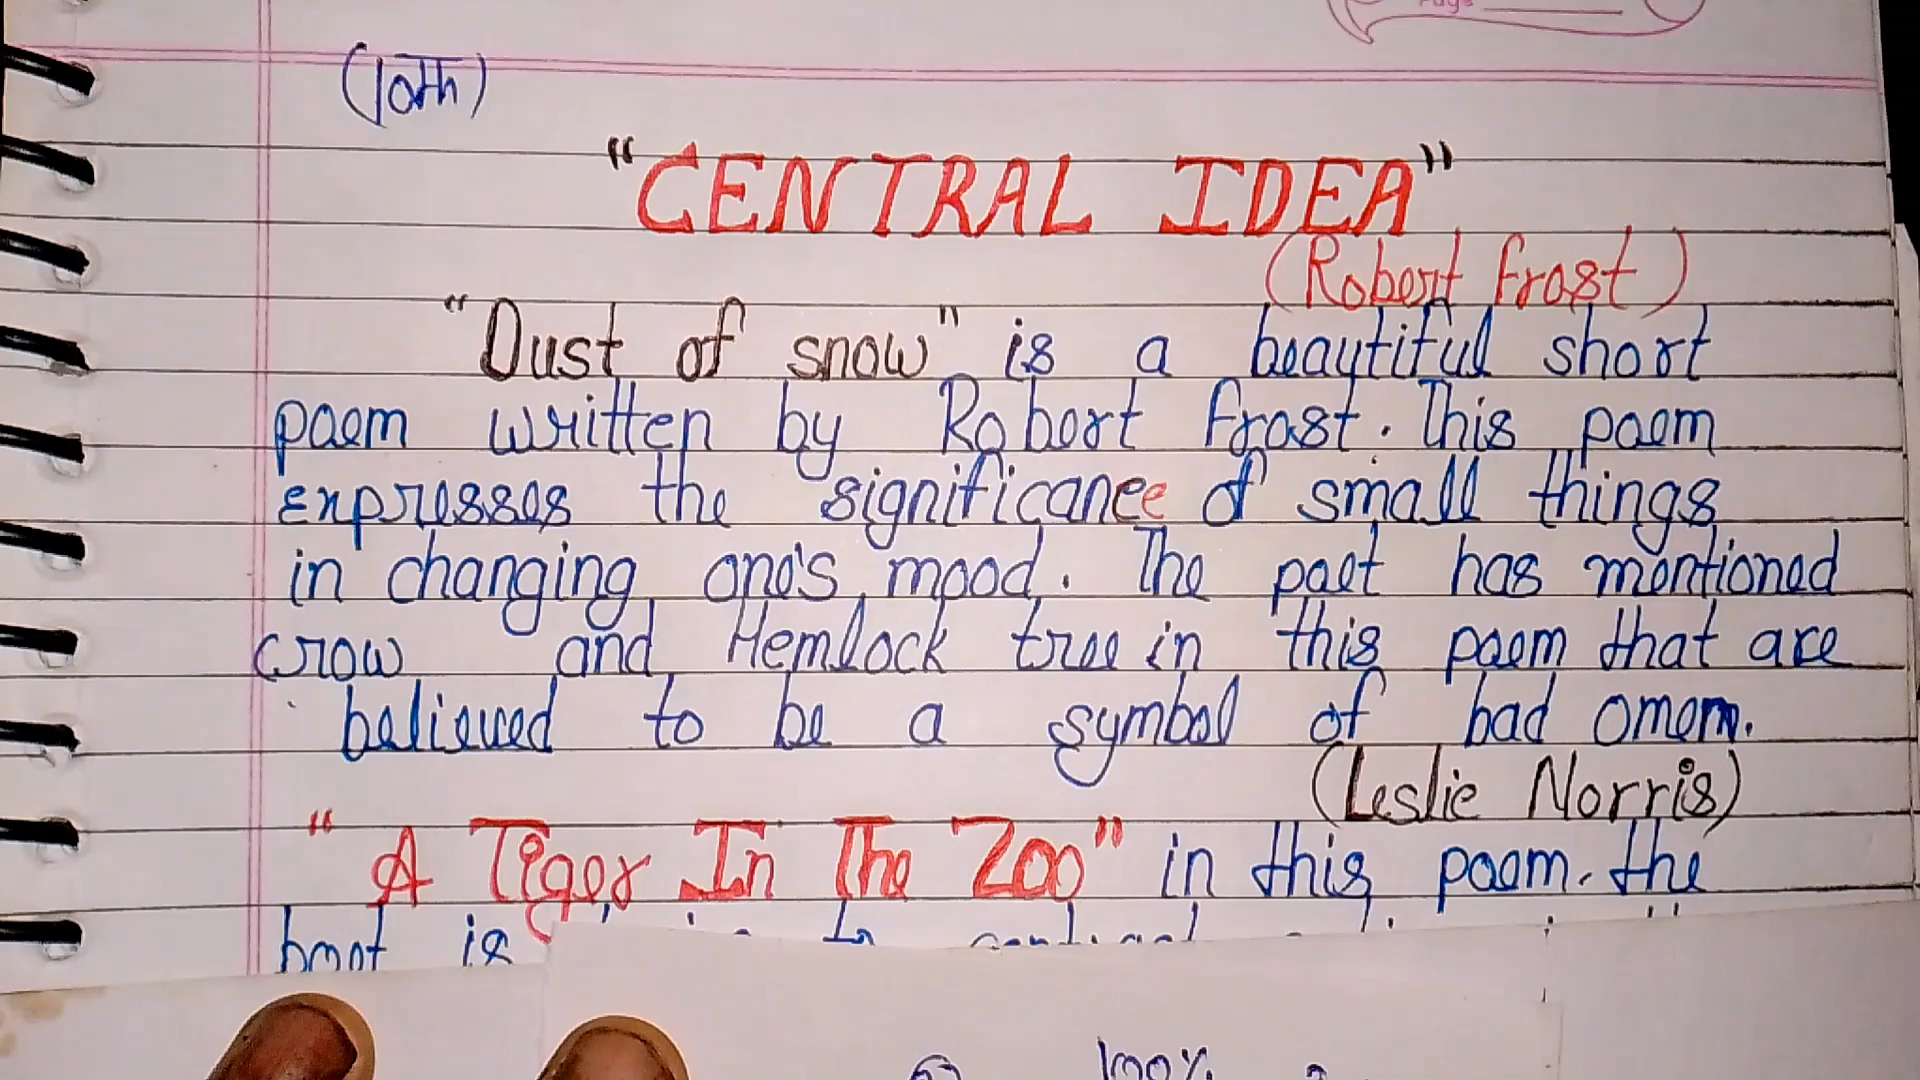 Page
(10th)
"CENTRAL IDEA"
(Robert Frost)
"Dust of snow" is a beautiful short
poem written by Robert Frost. This poem
expresses the significance of small things
in changing one's mood. The poet has mentioned
crow and Hemlock tree in this poem that are
believed to be a symbol of bad omem.
(Leslie Norris)
"A Tiger In The Zoo" in this poem. the
poet is
100%